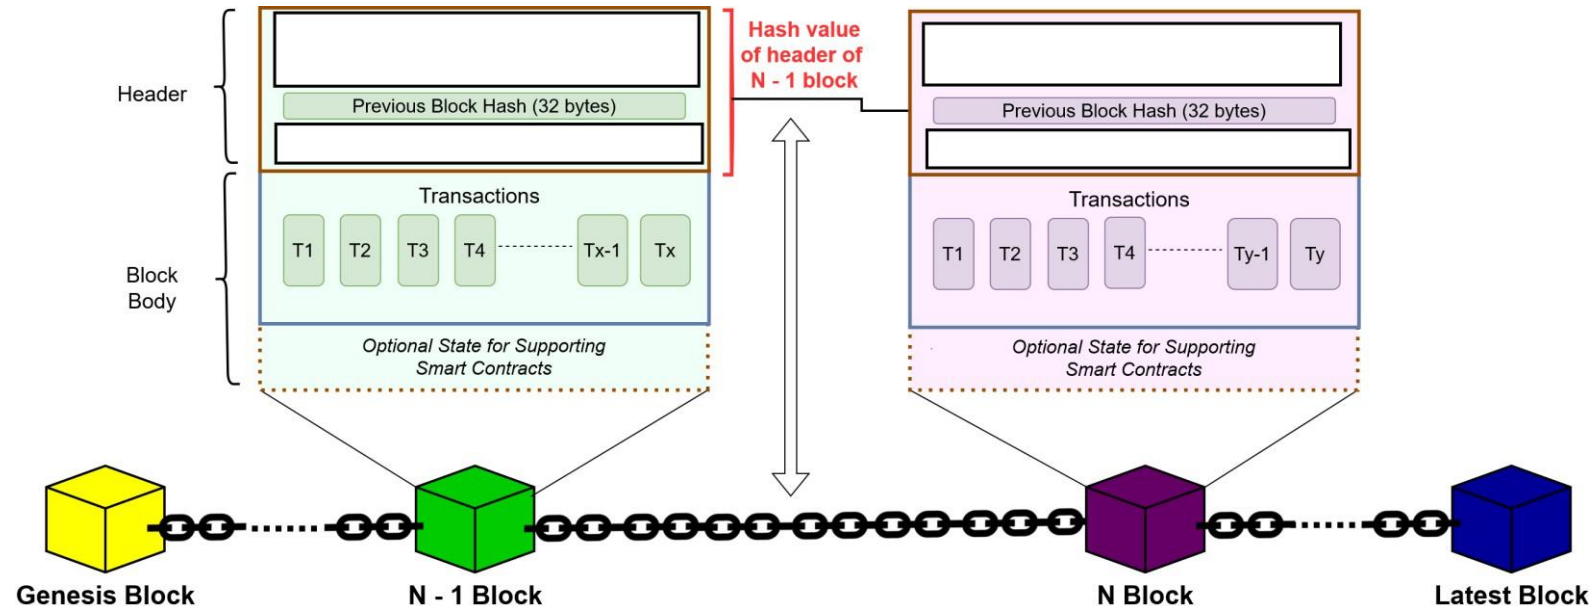 Hash value
of header of
N - 1 block
Header
Previous Block Hash (32 bytes)
Previous Block Hash (32 bytes)
Transactions
Transactions
T1 T2 T3 T4 Tx-1 Tx
T1 T2 T3 T4 Ty-1 Ty
Block
Body
Optional State for Supporting
Smart Contracts
Optional State for Supporting
Smart Contracts
Genesis Block
N - 1 Block
N Block
Latest Block